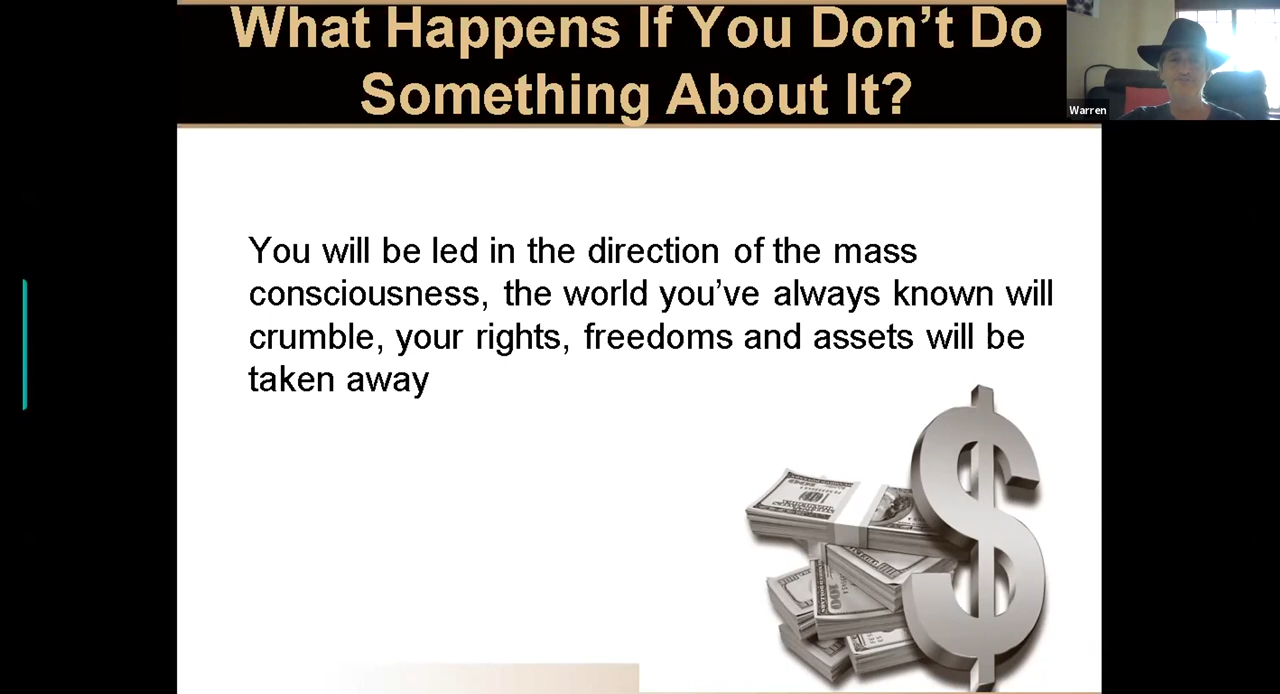 What Happens If You Don't Do
Something About It?
Warren
You will be led in the direction of the mass
consciousness, the world you've always known will
crumble, your rights, freedoms and assets will be
taken away
100